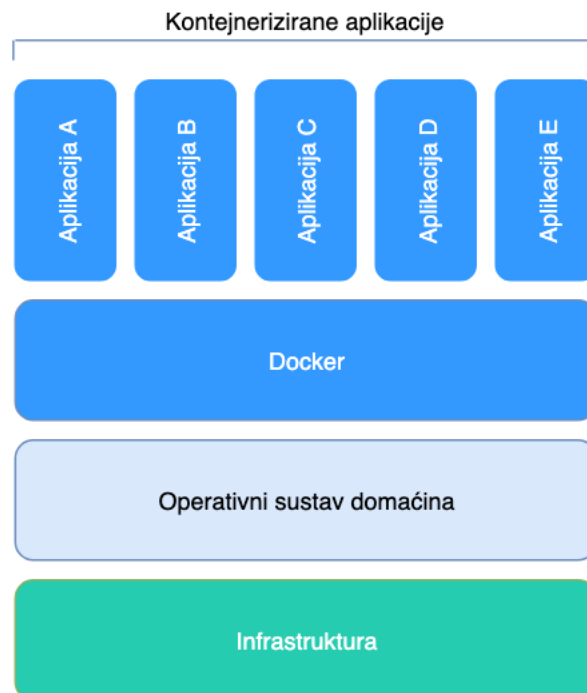 Kontejnerizirane aplikacije
Aplikacija A
Aplikacija B
Aplikacija C
Aplikacija D
Aplikacija E
Docker
Operativni sustav domaćina
Infrastruktura